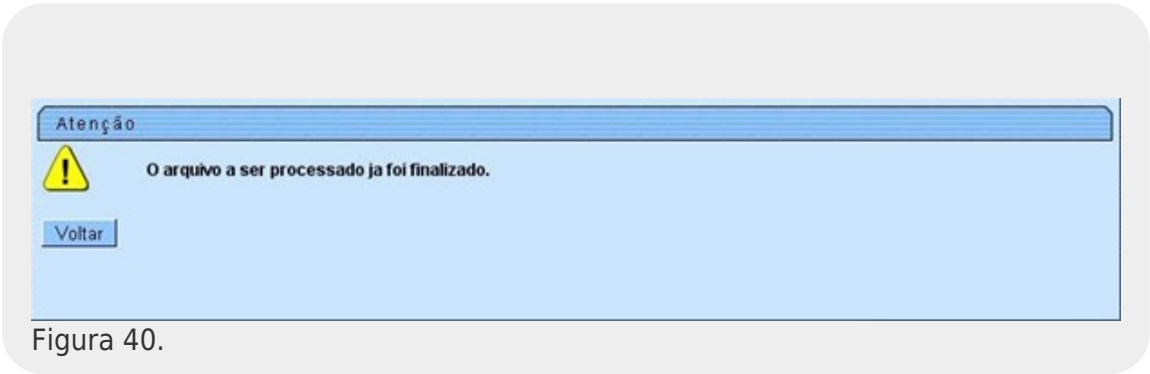 Atenção
O arquivo a ser processado ja foi finalizado.
Voltar
Figura 40.